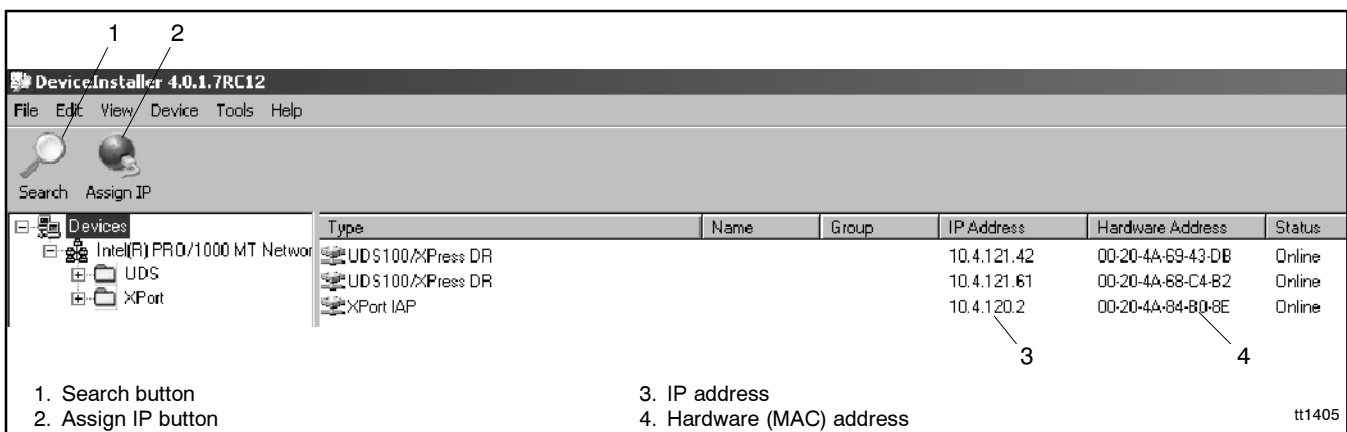 1 2
DeviceInstaller 4.0.1.7RC12
File Edit View Device Tools Help
Search Assign IP
Devices
Intel(R) PRO/1000 MT Networ
UDS
XPort
Type Name Group IP Address Hardware Address Status
UDS100/XPress DR 10.4.121.42 00-20-4A-69-43-DB Online
UDS100/XPress DR 10.4.121.61 00-20-4A-68-C4-B2 Online
XPort IAP 10.4.120.2 00-20-4A-84-B0-8E Online
3 4
1. Search button
2. Assign IP button
3. IP address
4. Hardware (MAC) address
tt1405